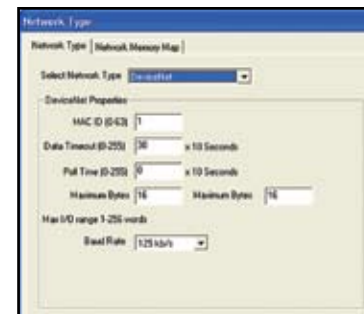 Network Type
Network Type Network Memory Map
Select Network Type DeviceNet
DeviceNet Properties
MAC ID (0-63) 1
Data Timeout (0-255) 30 x 10 Seconds
Poll Time (0-255) 0 x 10 Seconds
Maximum Bytes 16 Maximum Bytes 16
Max I/O range 1-256 words
Baud Rate 125 kb/s